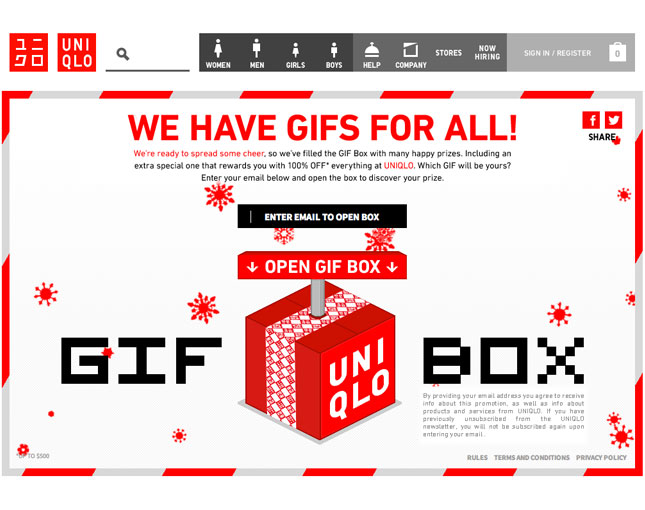 ユニ
クロ
UNI
QLO
WOMEN
MEN
GIRLS
BOYS
HELP
COMPANY
STORES
NOW
HIRING
SIGN IN / REGISTER
0
WE HAVE GIFS FOR ALL!
SHARE
We're ready to spread some cheer, so we've filled the GIF Box with many happy prizes. Including an
extra special one that rewards you with 100% OFF* everything at UNIQLO. Which GIF will be yours?
Enter your email below and open the box to discover your prize.
ENTER EMAIL TO OPEN BOX
↓ OPEN GIF BOX ↓
GIF
UNI
QLO
BOX
By providing your email address you agree to receive
info about this promotion, as well as info about
products and services from UNIQLO. If you have
previously unsubscribed from the UNIQLO
newsletter, you will not be subscribed again upon
entering your email.
*UP TO $500
RULES TERMS AND CONDITIONS PRIVACY POLICY